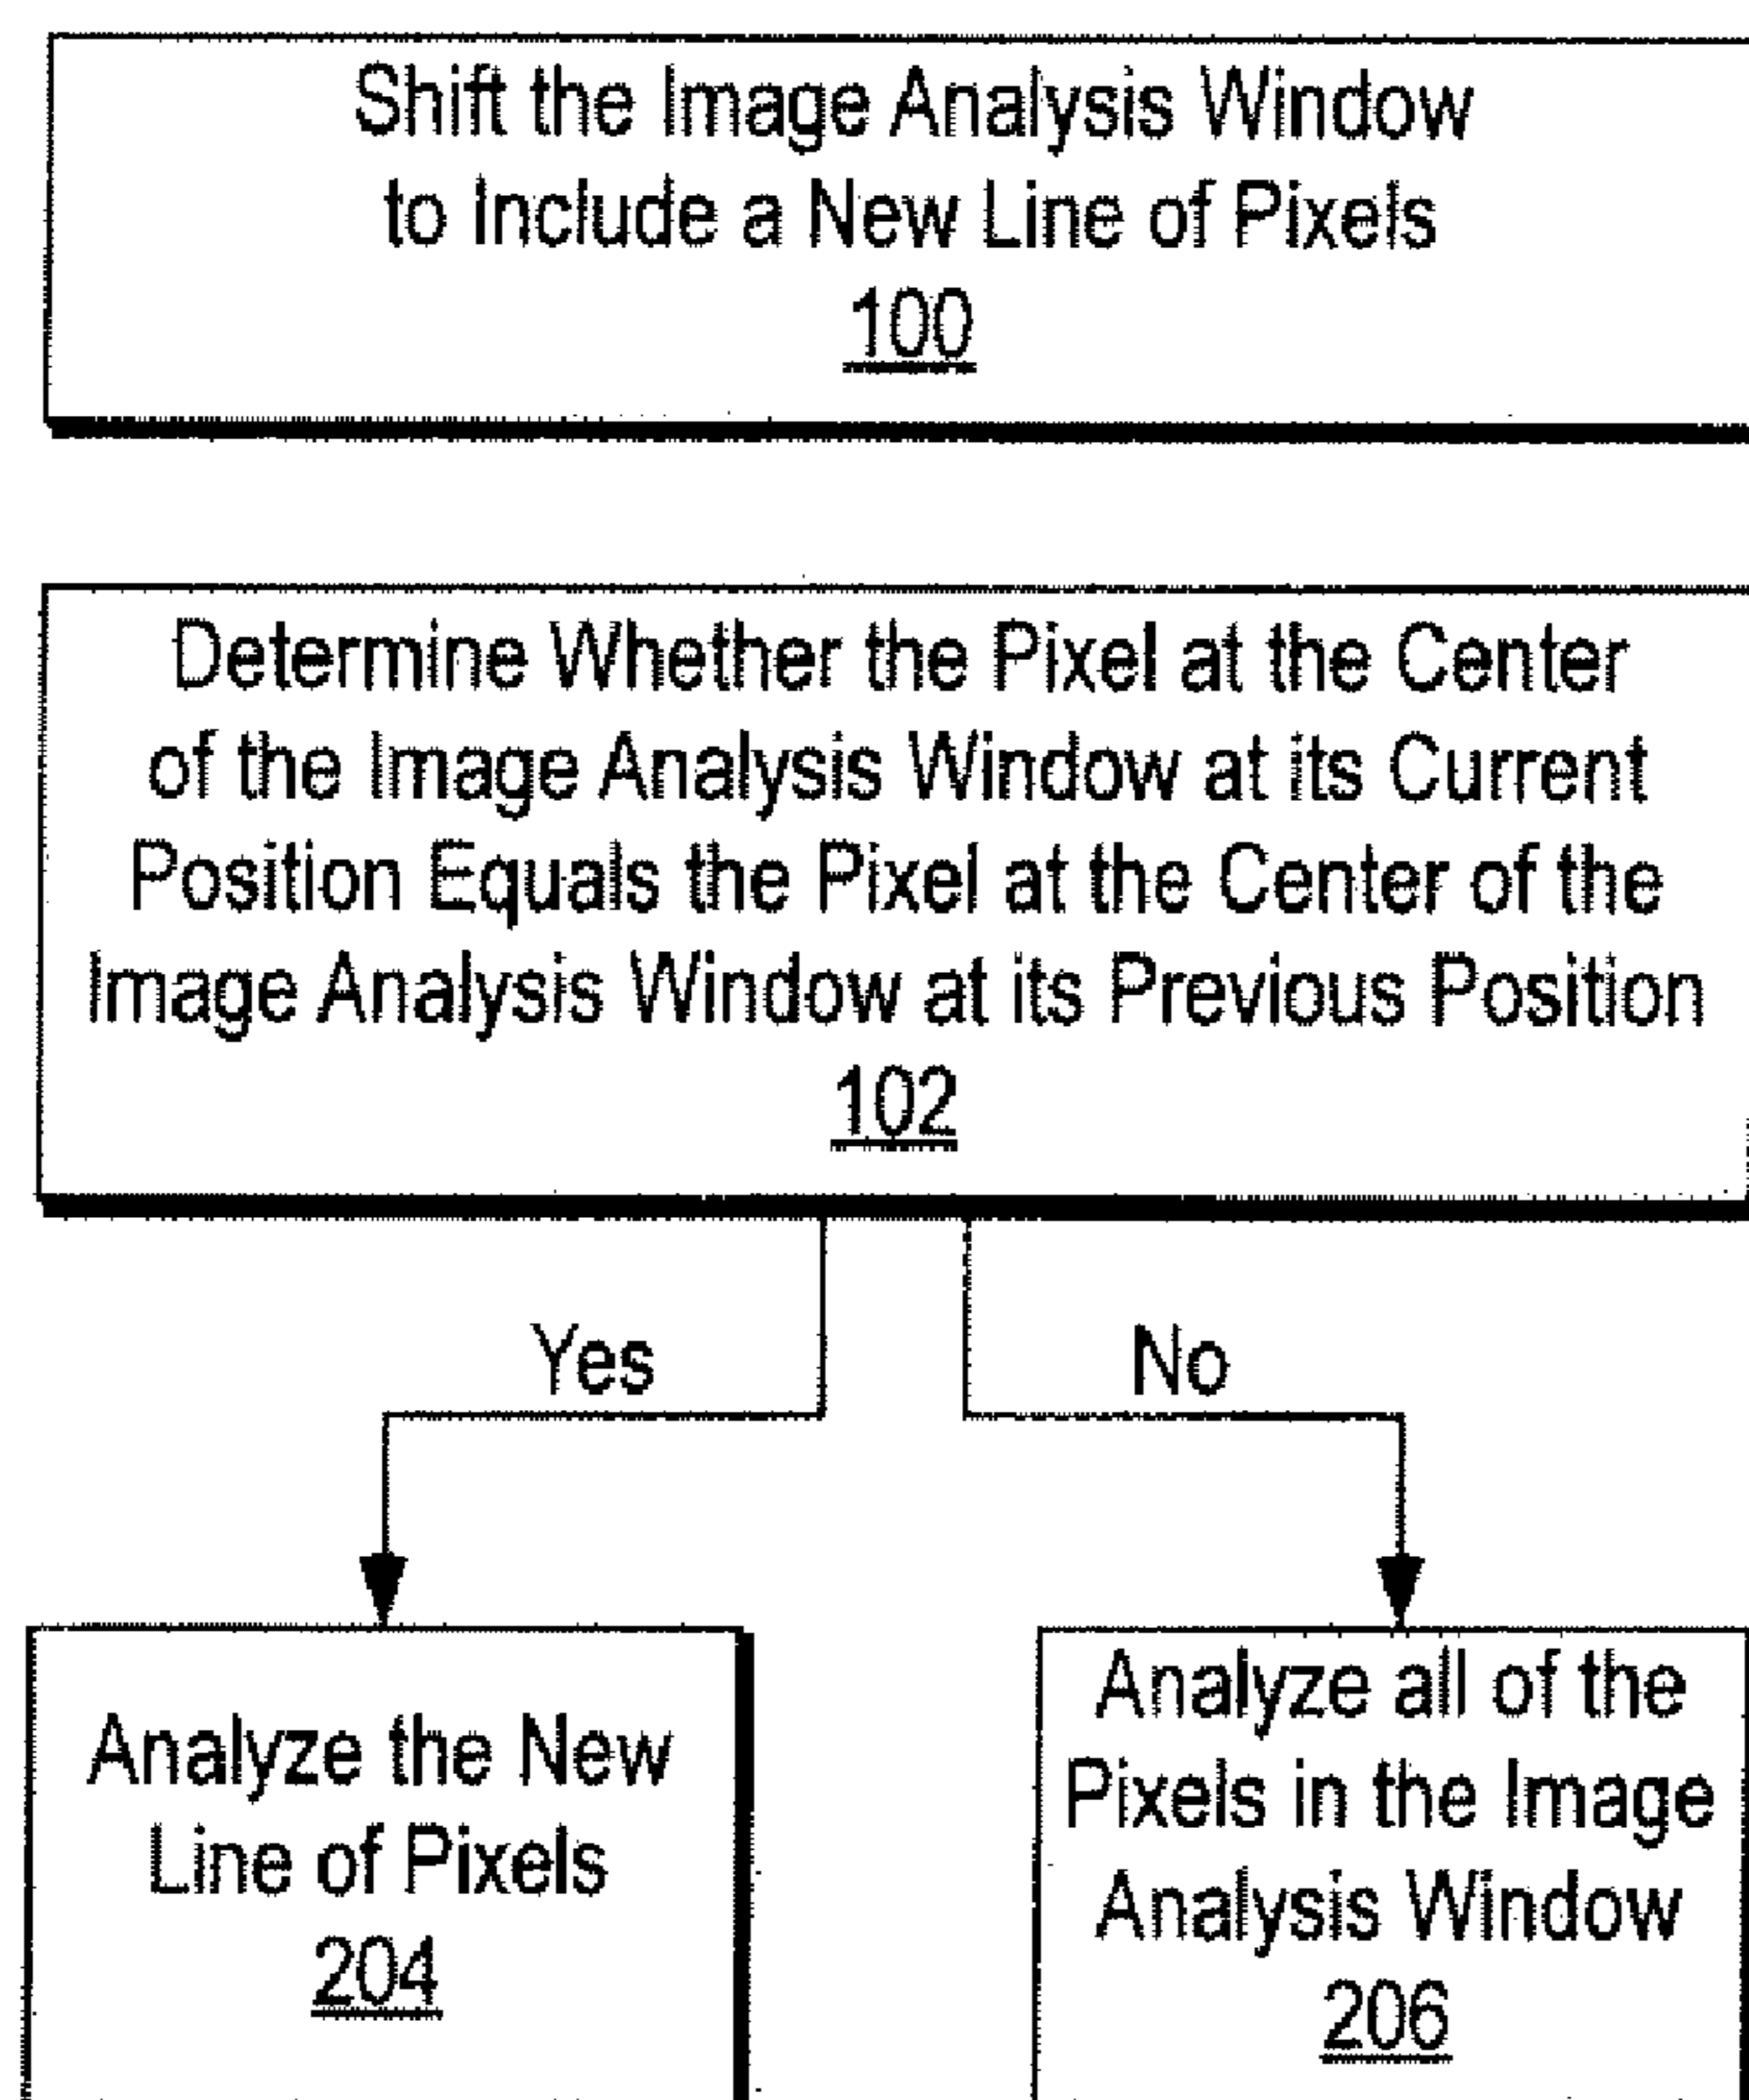 Shift the Image Analysis Window
to Include a New Line of Pixels
100
Determine Whether the Pixel at the Center
of the Image Analysis Window at its Current
Position Equals the Pixel at the Center of the
Image Analysis Window at its Previous Position
102
Yes
No
Analyze the New
Line of Pixels
204
Analyze all of the
Pixels in the Image
Analysis Window
206